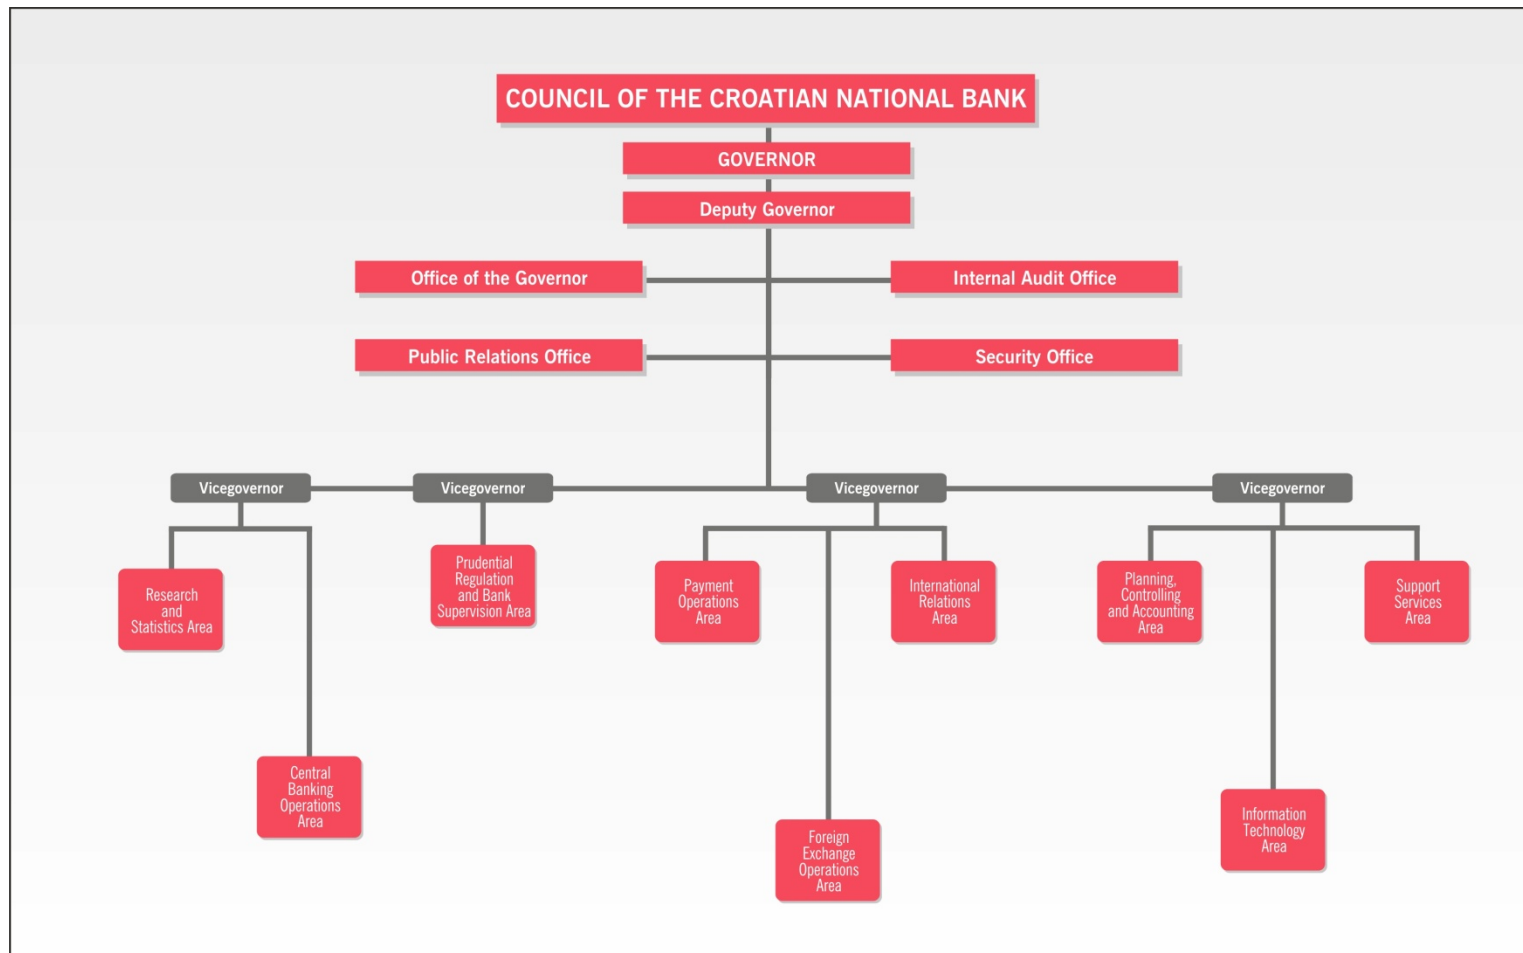 COUNCIL OF THE CROATIAN NATIONAL BANK
GOVERNOR
Deputy Governor
Office of the Governor
Internal Audit Office
Public Relations Office
Security Office
Vicegovernor
Vicegovernor
Vicegovernor
Vicegovernor
Research
and
Statistics Area
Central
Banking
Operations
Area
Prudential
Regulation
and Bank
Supervision Area
Payment
Operations
Area
Foreign
Exchange
Operations
Area
International
Relations
Area
Planning,
Controlling
and Accounting
Area
Information
Technology
Area
Support
Services
Area